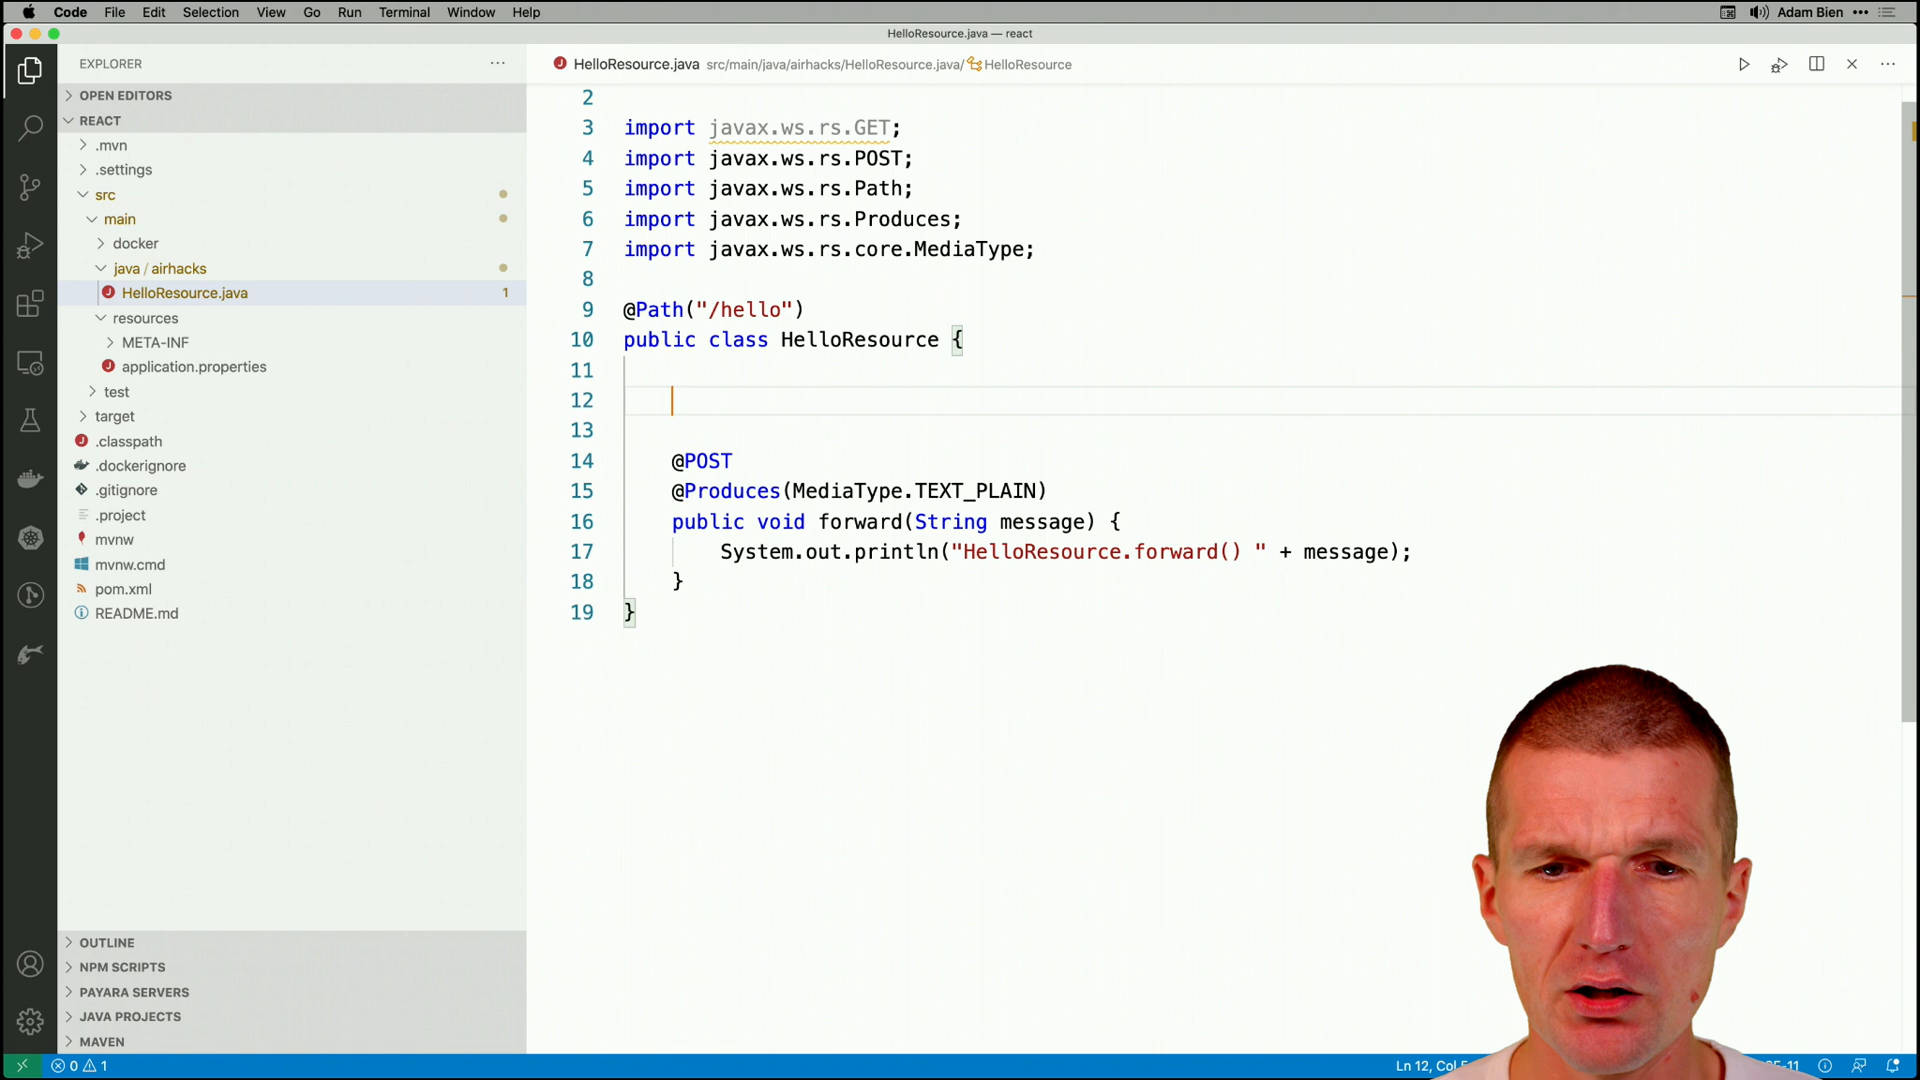 Code File Edit Selection View Go Run Terminal Window Help Adam Bien
HelloResource.java — react
EXPLORER
OPEN EDITORS
REACT
.mvn
.settings
src
main
docker
java / airhacks
HelloResource.java 1
resources
META-INF
application.properties
test
target
.classpath
.dockerignore
.gitignore
.project
mvnw
mvnw.cmd
pom.xml
README.md
OUTLINE
NPM SCRIPTS
PAYARA SERVERS
JAVA PROJECTS
MAVEN
HelloResource.java src/main/java/airhacks/HelloResource.java/ HelloResource
2
3 import javax.ws.rs.GET;
4 import javax.ws.rs.POST;
5 import javax.ws.rs.Path;
6 import javax.ws.rs.Produces;
7 import javax.ws.rs.core.MediaType;
8
9 @Path("/hello")
10 public class HelloResource {
11
12
13
14 @POST
15 @Produces(MediaType.TEXT_PLAIN)
16 public void forward(String message) {
17 System.out.println("HelloResource.forward() " + message);
18 }
19 }
0 1 Ln 12, Col